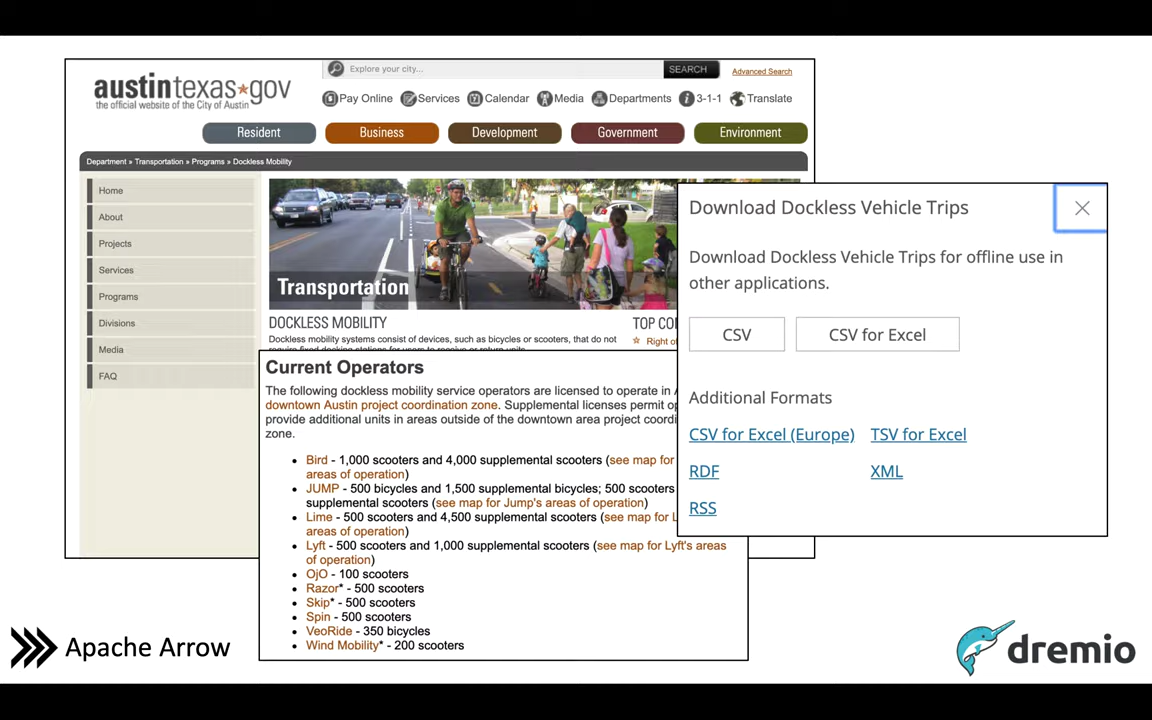 austintexas★gov
the official website of the City of Austin
Explore your city...
SEARCH
Advanced Search
Pay Online
Services
Calendar
Media
Departments
3-1-1
Translate
Resident
Business
Development
Government
Environment
Department » Transportation » Programs » Dockless Mobility
Home
About
Projects
Services
Programs
Divisions
Media
FAQ
Transportation
DOCKLESS MOBILITY
Dockless mobility systems consist of devices, such as bicycles or scooters, that do not
TOP CO
Right of
Current Operators
The following dockless mobility service operators are licensed to operate in
downtown Austin project coordination zone. Supplemental licenses permit
provide additional units in areas outside of the downtown area project
zone.
• Bird - 1,000 scooters and 4,000 supplemental scooters (see map for
areas of operation)
• JUMP - 500 bicycles and 1,500 supplemental bicycles; 500 scooters
supplemental scooters (see map for Jump's areas of operation)
• Lime - 500 scooters and 4,500 supplemental scooters (see map for L
areas of operation)
• Lyft - 500 scooters and 1,000 supplemental scooters (see map for Lyft's areas
of operation)
• OjO - 100 scooters
• Razor* - 500 scooters
• Skip* - 500 scooters
• Spin - 500 scooters
• VeoRide - 350 bicycles
• Wind Mobility* - 200 scooters
Download Dockless Vehicle Trips
Download Dockless Vehicle Trips for offline use in
other applications.
CSV
CSV for Excel
Additional Formats
CSV for Excel (Europe)
TSV for Excel
RDF
XML
RSS
Apache Arrow
dremio